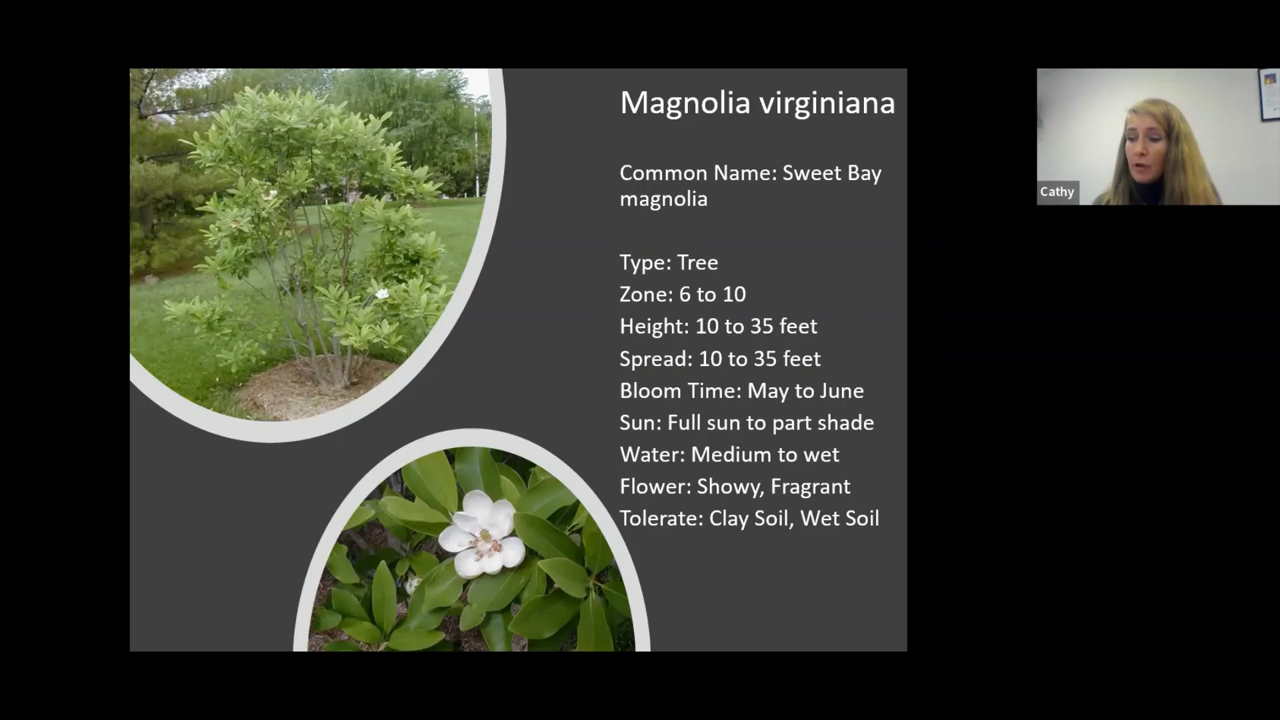 Magnolia virginiana
Common Name: Sweet Bay
magnolia
Type: Tree
Zone: 6 to 10
Height: 10 to 35 feet
Spread: 10 to 35 feet
Bloom Time: May to June
Sun: Full sun to part shade
Water: Medium to wet
Flower: Showy, Fragrant
Tolerate: Clay Soil, Wet Soil
Cathy